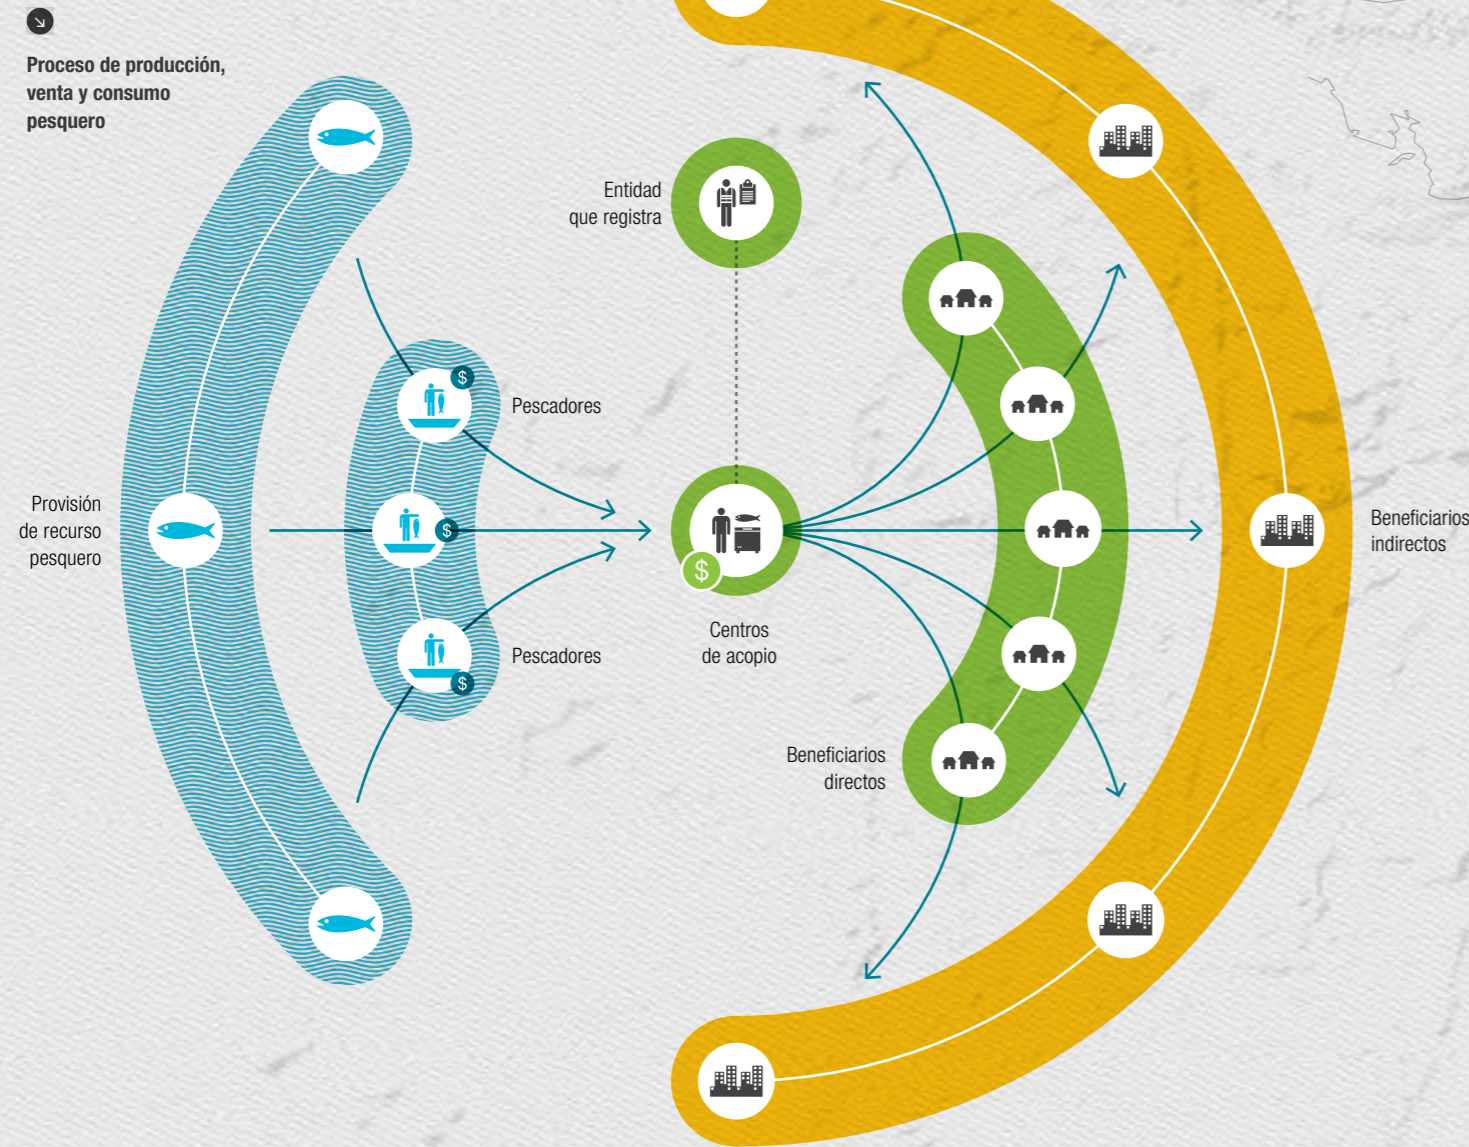 Proceso de producción,
venta y consumo
pesquero
Entidad
que registra
$
Pescadores
Provisión
de recurso
pesquero
$
Beneficiarios
indirectos
$
Centros
de acopio
Pescadores
$
Beneficiarios
directos